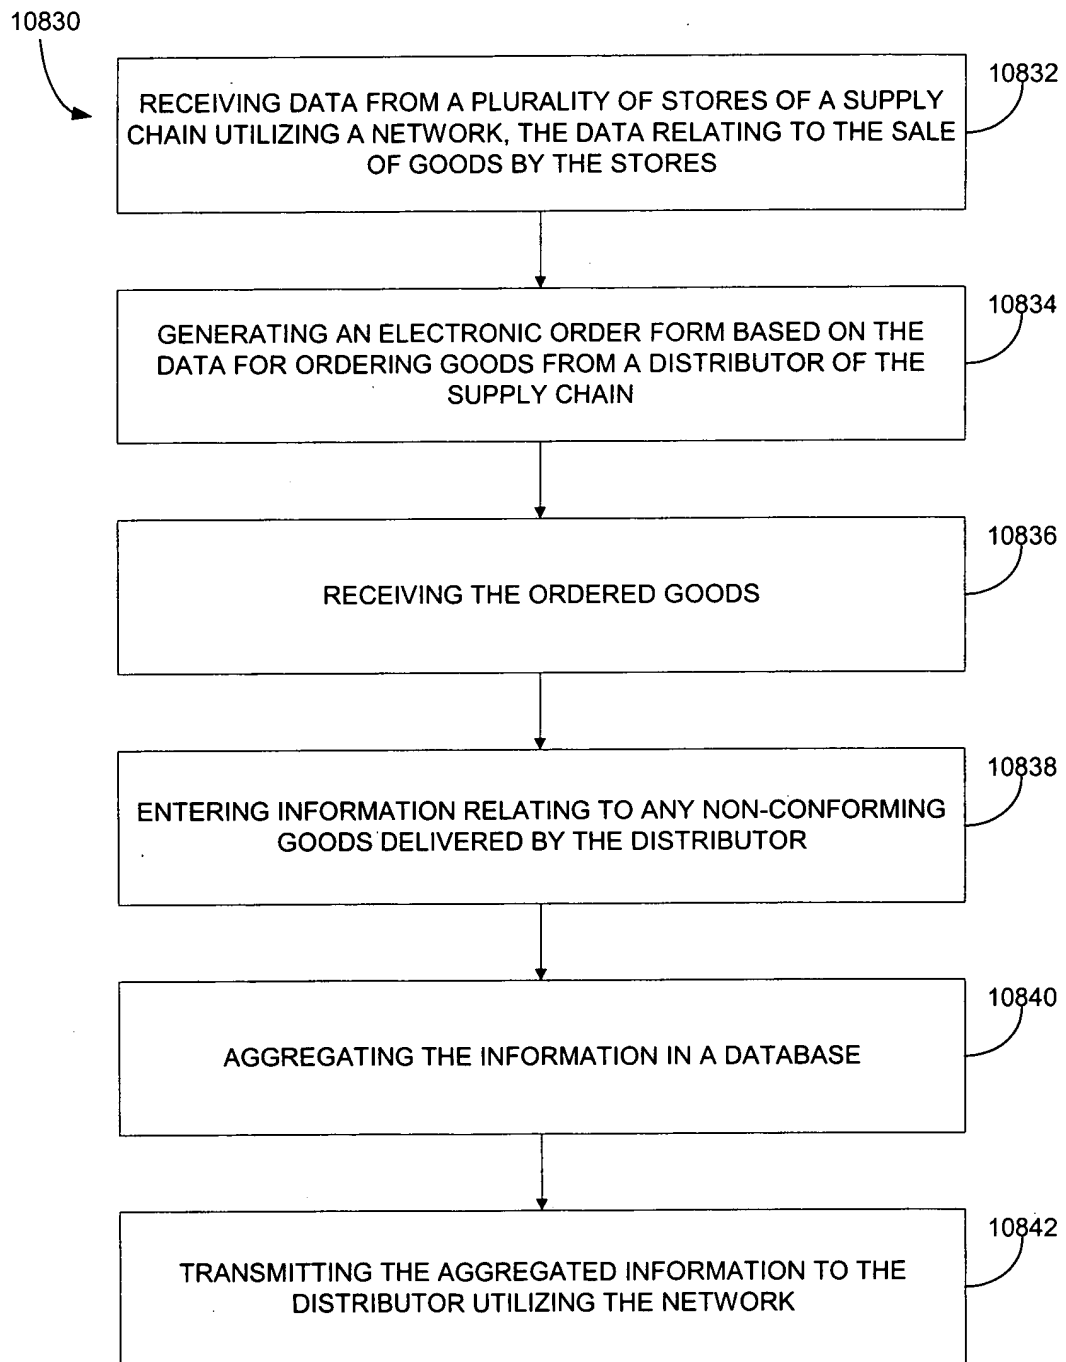 10830
10832
RECEIVING DATA FROM A PLURALITY OF STORES OF A SUPPLY
CHAIN UTILIZING A NETWORK, THE DATA RELATING TO THE SALE
OF GOODS BY THE STORES
10834
GENERATING AN ELECTRONIC ORDER FORM BASED ON THE
DATA FOR ORDERING GOODS FROM A DISTRIBUTOR OF THE
SUPPLY CHAIN
10836
RECEIVING THE ORDERED GOODS
10838
ENTERING INFORMATION RELATING TO ANY NON-CONFORMING
GOODS DELIVERED BY THE DISTRIBUTOR
10840
AGGREGATING THE INFORMATION IN A DATABASE
10842
TRANSMITTING THE AGGREGATED INFORMATION TO THE
DISTRIBUTOR UTILIZING THE NETWORK